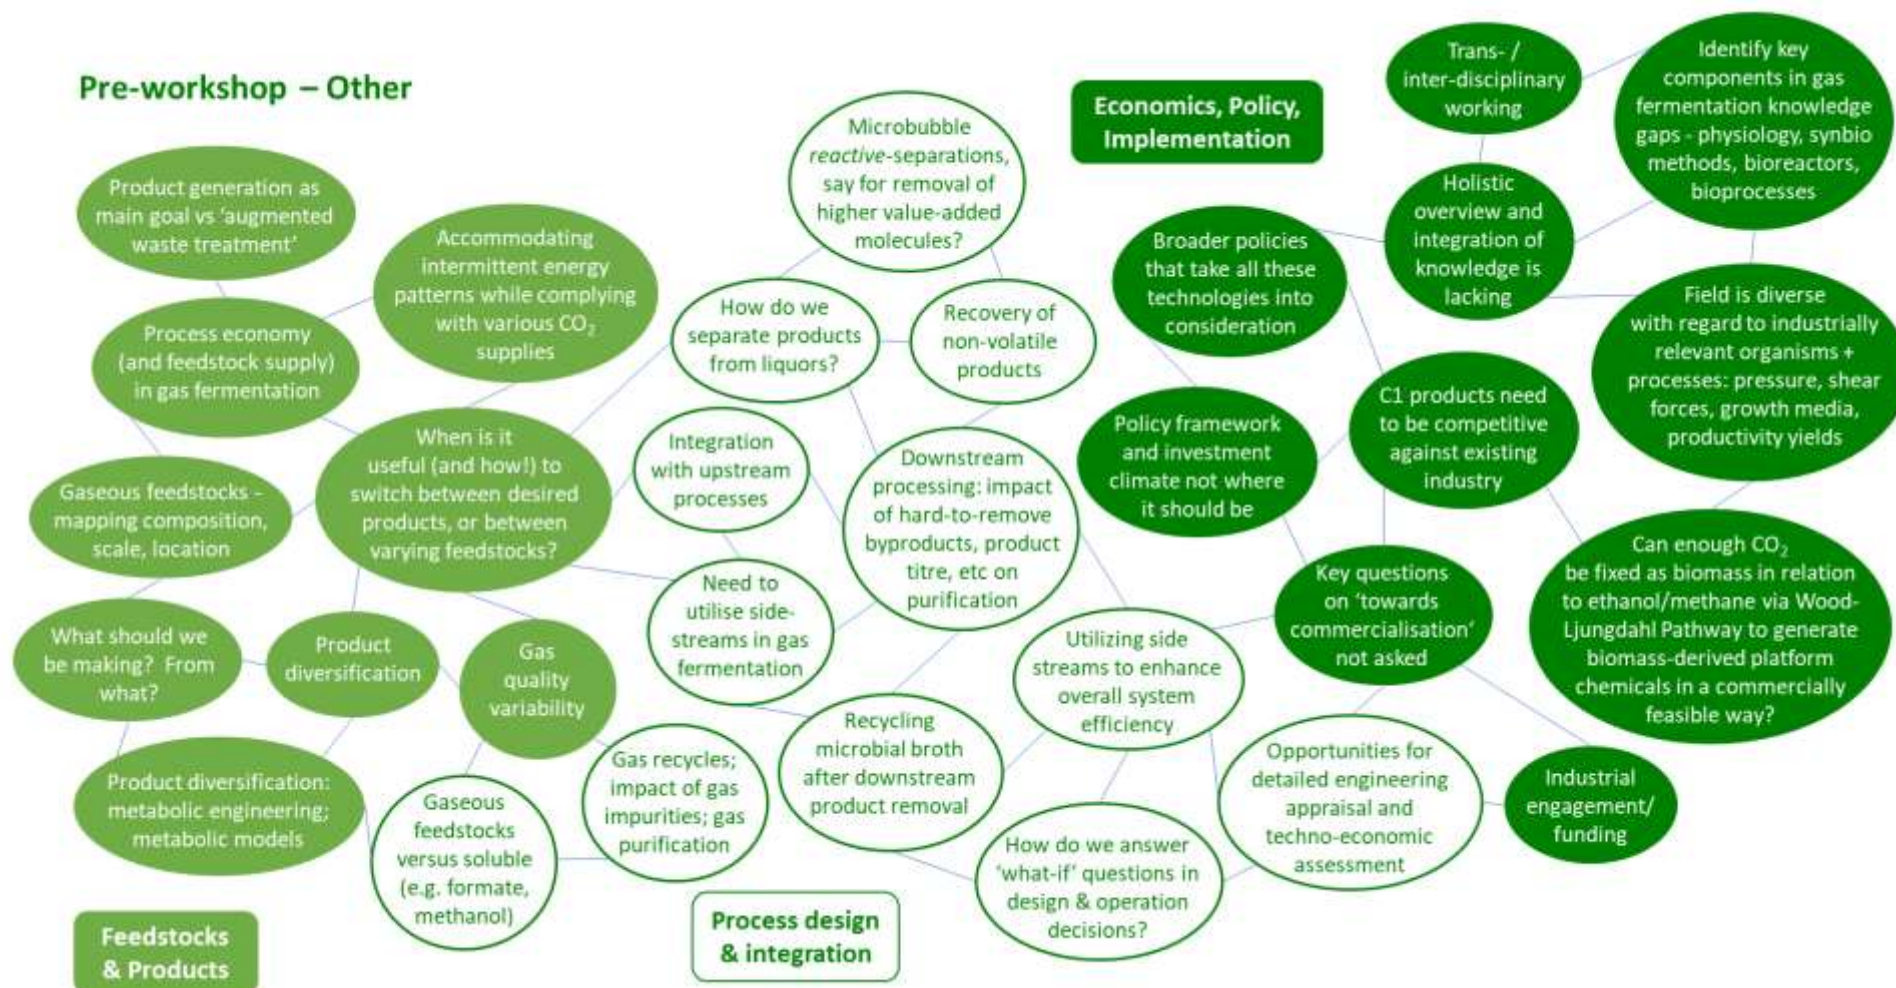 Pre-workshop – Other
Product generation as
main goal vs ‘augmented
waste treatment’
Accommodating
intermittent energy
patterns while complying
with various CO₂
supplies
Process economy
(and feedstock supply)
in gas fermentation
When is it
useful (and how!) to
switch between desired
products, or between
varying feedstocks?
Gaseous feedstocks -
mapping composition,
scale, location
What should we
be making? From
what?
Product
diversification
Gas
quality
variability
Product diversification:
metabolic engineering;
metabolic models
Feedstocks
& Products
Microbubble
reactive-separations,
say for removal of
higher value-added
molecules?
How do we
separate products
from liquors?
Recovery of
non-volatile
products
Integration
with upstream
processes
Downstream
processing: impact
of hard-to-remove
byproducts, product
titre, etc on
purification
Need to
utilise side-
streams in gas
fermentation
Utilizing side
streams to enhance
overall system
efficiency
Recycling
microbial broth
after downstream
product removal
Gas recycles;
impact of gas
impurities; gas
purification
Gaseous
feedstocks
versus soluble
(e.g. formate,
methanol)
How do we answer
‘what-if’ questions in
design & operation
decisions?
Opportunities for
detailed engineering
appraisal and
techno-economic
assessment
Process design
& integration
Economics, Policy,
Implementation
Trans- /
inter-disciplinary
working
Identify key
components in gas
fermentation knowledge
gaps - physiology, synbio
methods, bioreactors,
bioprocesses
Holistic
overview and
integration of
knowledge is
lacking
Broader policies
that take all these
technologies into
consideration
Field is diverse
with regard to industrially
relevant organisms +
processes: pressure, shear
forces, growth media,
productivity yields
C1 products need
to be competitive
against existing
industry
Policy framework
and investment
climate not where
it should be
Key questions
on ‘towards
commercialisation’
not asked
Can enough CO₂
be fixed as biomass in relation
to ethanol/methane via Wood-
Ljungdahl Pathway to generate
biomass-derived platform
chemicals in a commercially
feasible way?
Industrial
engagement/
funding